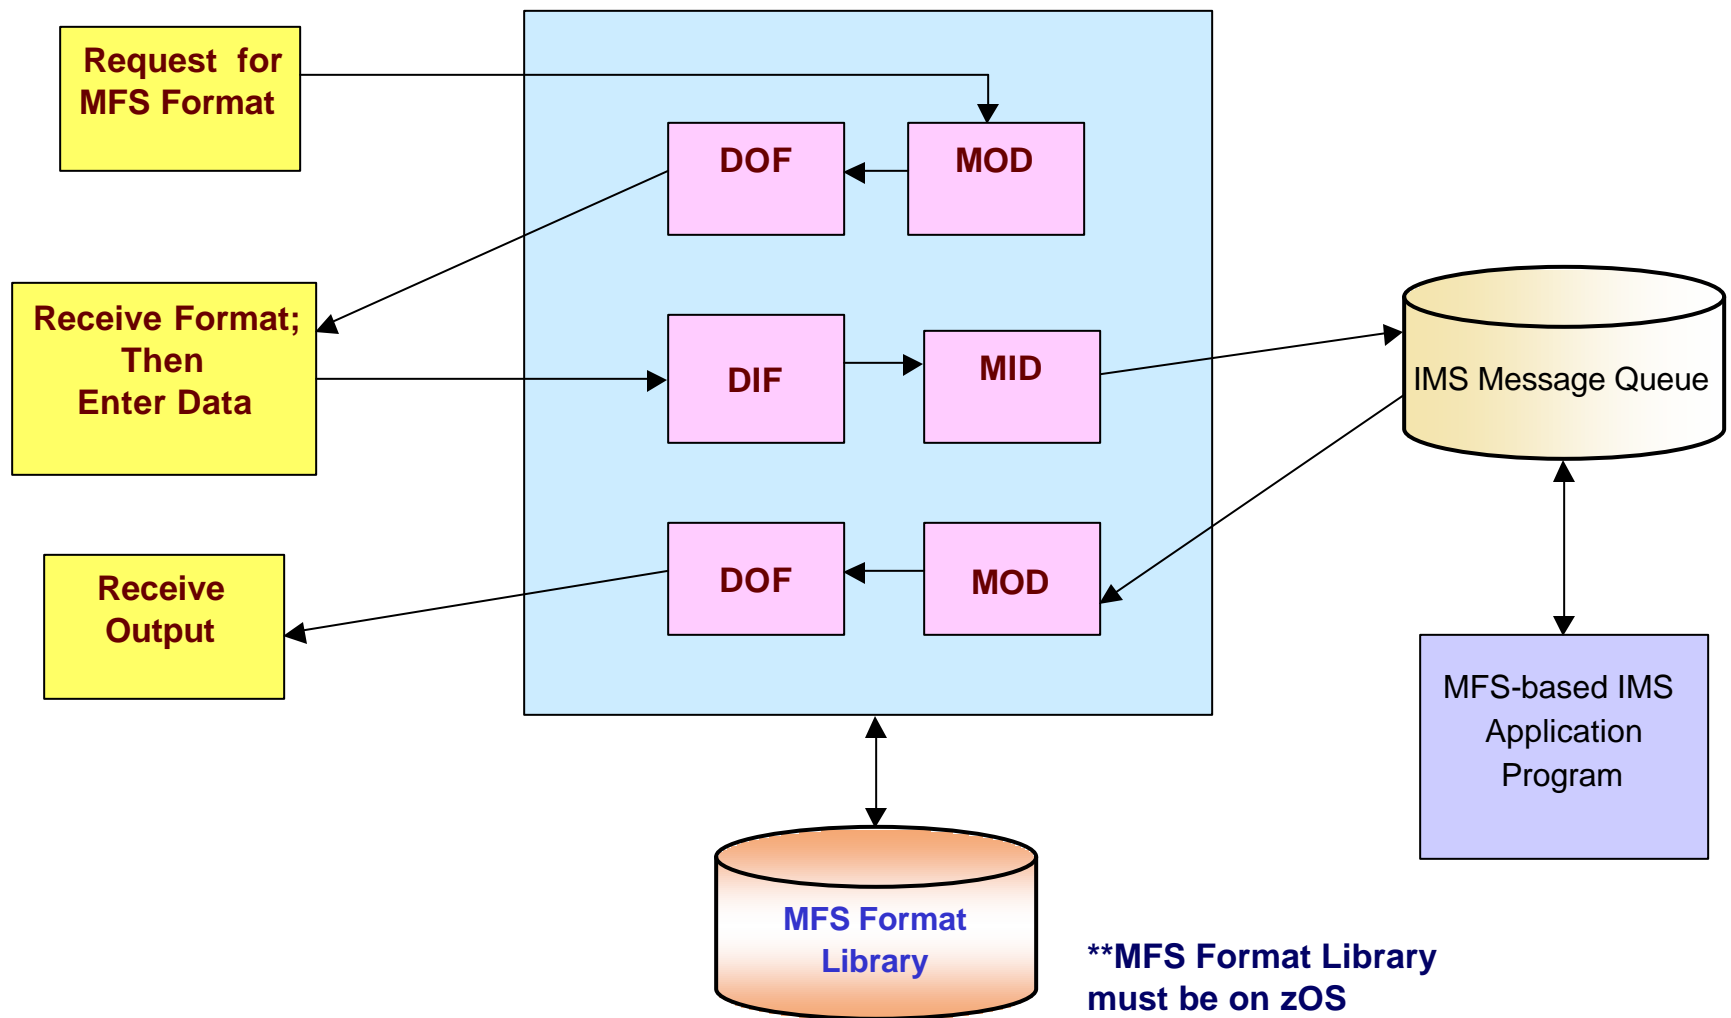 Request for
MFS Format
DOF
MOD
Receive Format;
Then
Enter Data
DIF
MID
IMS Message Queue
Receive
Output
DOF
MOD
MFS-based IMS
Application
Program
MFS Format
Library
**MFS Format Library
must be on zOS